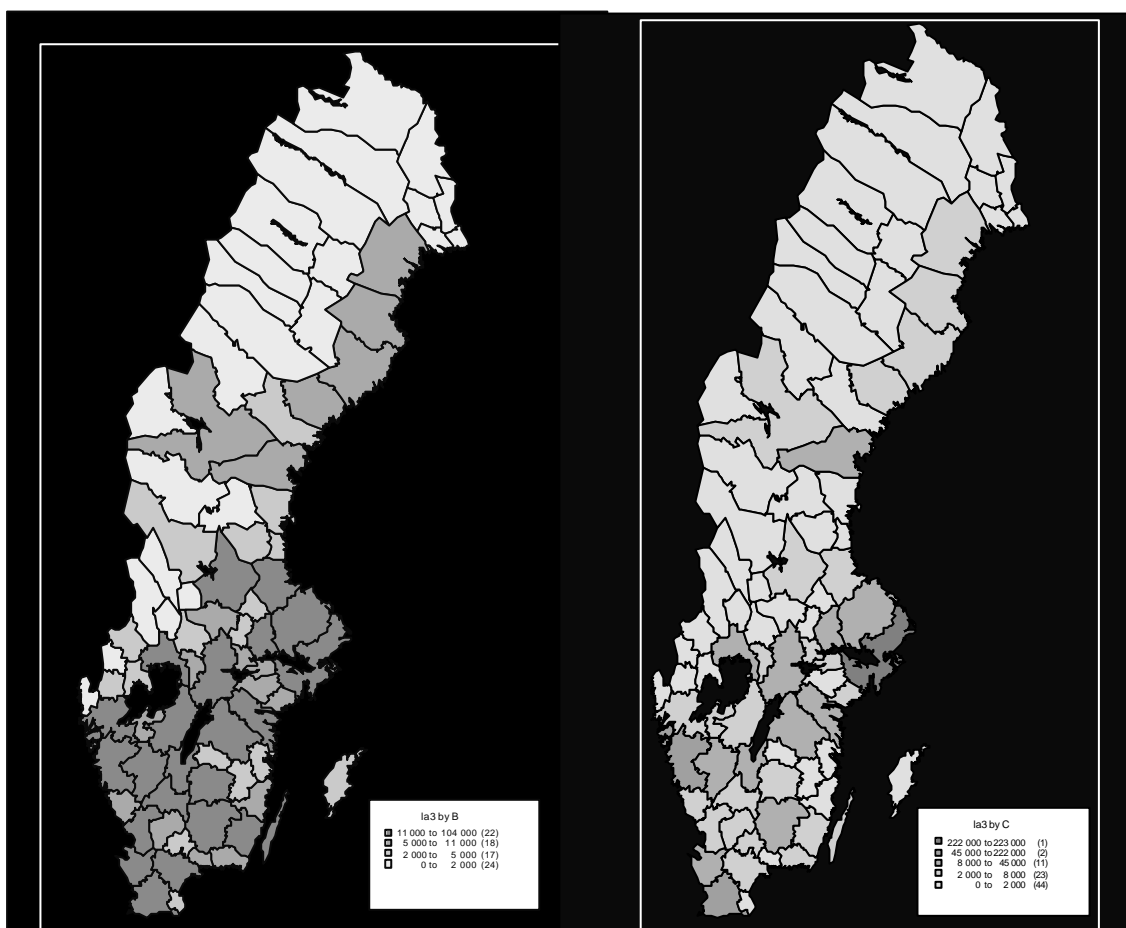 la3 by B
11 000 to 104 000 (22)
5 000 to 11 000 (18)
2 000 to 5 000 (17)
0 to 2 000 (24)
la3 by C
222 000 to 223 000 (1)
45 000 to 222 000 (2)
8 000 to 45 000 (11)
2 000 to 8 000 (23)
0 to 2 000 (44)